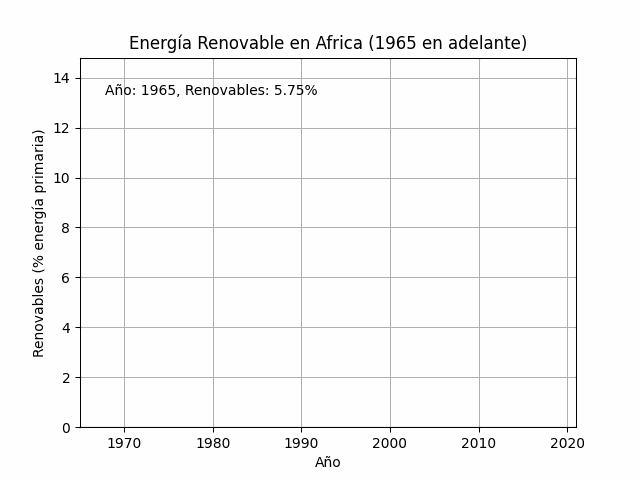 Energía Renovable en Africa (1965 en adelante)
14
Año: 1965, Renovables: 5.75%
12
10
8
6
4
2
0
Renovables (% energía primaria)
1970 1980 1990 2000 2010 2020
Año